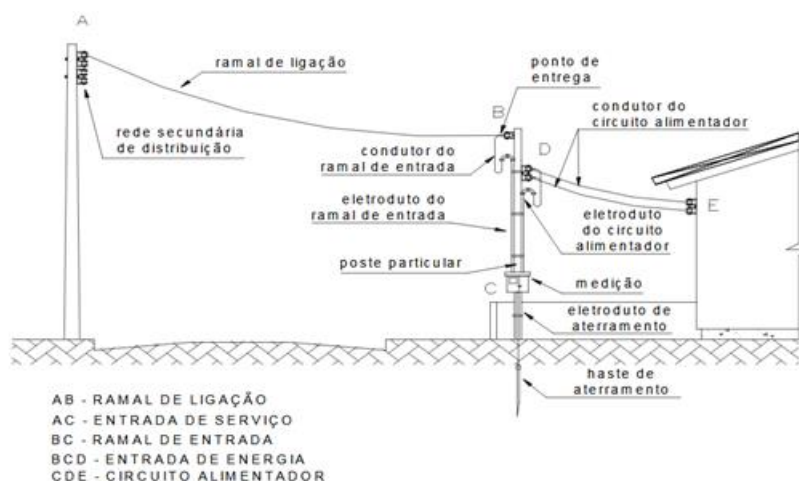 A
ramal de ligação
ponto de
entrega
B
condutor do
circuito alimentador
rede secundária
de distribuição
condutor do
ramal de entrada
D
eletroduto do
ramal de entrada
E
eletroduto
do circuito
alimentador
poste particular
C
medição
eletroduto de
aterramento
haste de
aterramento
AB - RAMAL DE LIGAÇÃO
AC - ENTRADA DE SERVIÇO
BC - RAMAL DE ENTRADA
BCD - ENTRADA DE ENERGIA
CDE - CIRCUITO ALIMENTADOR